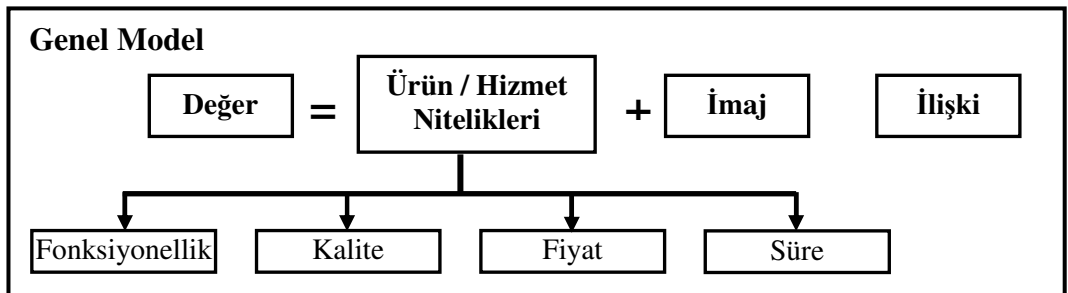 Genel Model
Değer = Ürün / Hizmet Nitelikleri + İmaj İlişki
Fonksiyonellik Kalite Fiyat Süre